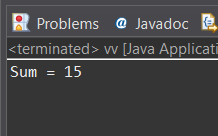 Problems @ Javadoc
<terminated> vv [Java Applicati
Sum = 15